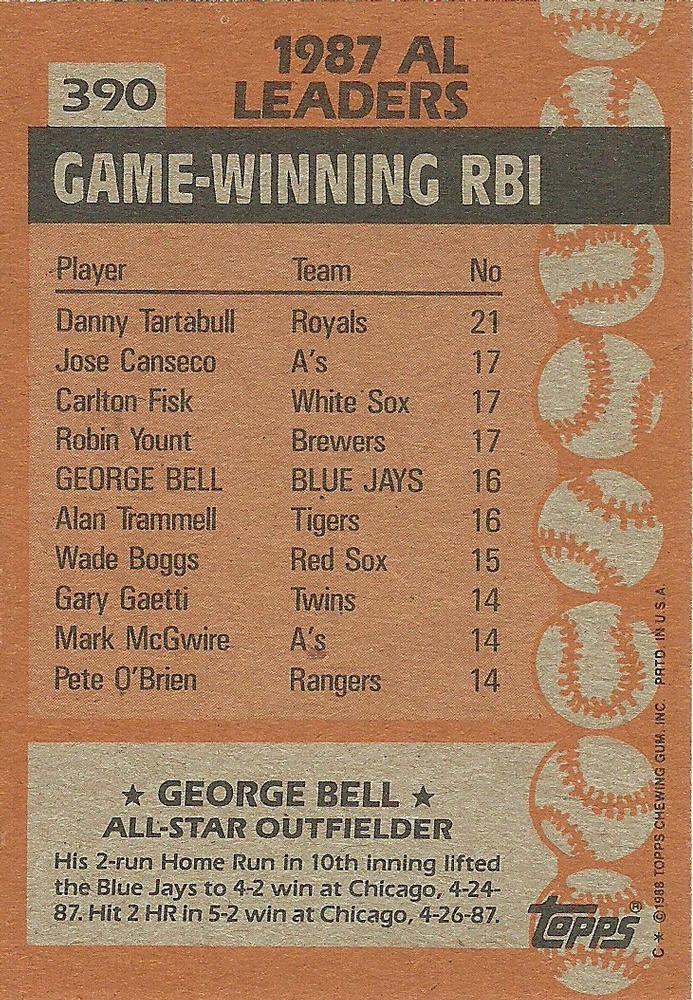 390
1987 AL
LEADERS
GAME-WINNING RBI
Player Team No
Danny Tartabull Royals 21
Jose Canseco A's 17
Carlton Fisk White Sox 17
Robin Yount Brewers 17
GEORGE BELL BLUE JAYS 16
Alan Trammell Tigers 16
Wade Boggs Red Sox 15
Gary Gaetti Twins 14
Mark McGwire A's 14
Pete O'Brien Rangers 14
★ GEORGE BELL ★
ALL-STAR OUTFIELDER
His 2-run Home Run in 10th inning lifted
the Blue Jays to 4-2 win at Chicago, 4-24-
87. Hit 2 HR in 5-2 win at Chicago, 4-26-87.
Topps®
C * ©1988 TOPPS CHEWING GUM, INC. PRTD. IN U.S.A.